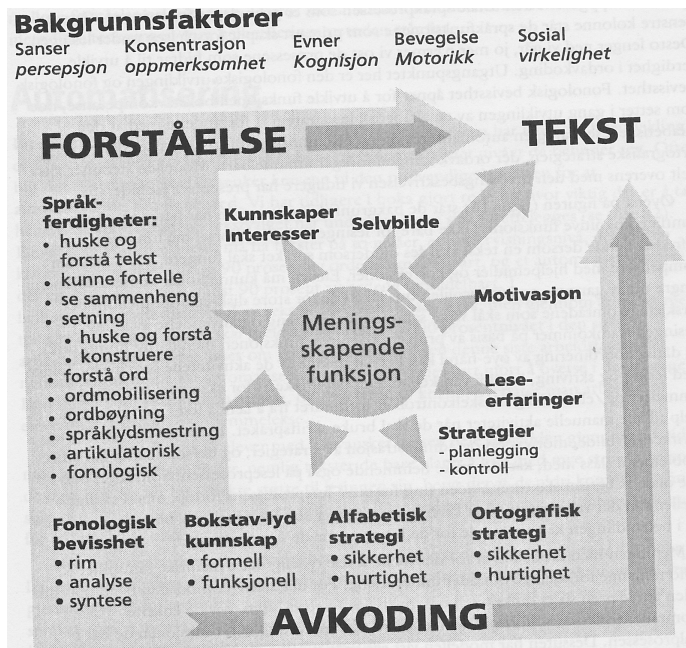 Bakgrunnsfaktorer
Sanser
persepsjon
Konsentrasjon
oppmerksomhet
Evner
Kognisjon
Bevegelse
Motorikk
Sosial
virkelighet
Automatisering
FORSTÅELSE
TEKST
Språk-
ferdigheter:
• huske og
forstå tekst
• kunne fortelle
• se sammenheng
• setning
• huske og forstå
• konstruere
• forstå ord
• ordmobilisering
• ordbøyning
• språklydsmestring
• artikulatorisk
• fonologisk
Kunnskaper
Interesser
Selvbilde
Motivasjon
Menings-
skapende
funksjon
Lese-
erfaringer
Strategier
- planlegging
- kontroll
Fonologisk
bevissthet
• rim
• analyse
• syntese
Bokstav-lyd
kunnskap
• formell
• funksjonell
Alfabetisk
strategi
• sikkerhet
• hurtighet
Ortografisk
strategi
• sikkerhet
• hurtighet
AVKODING